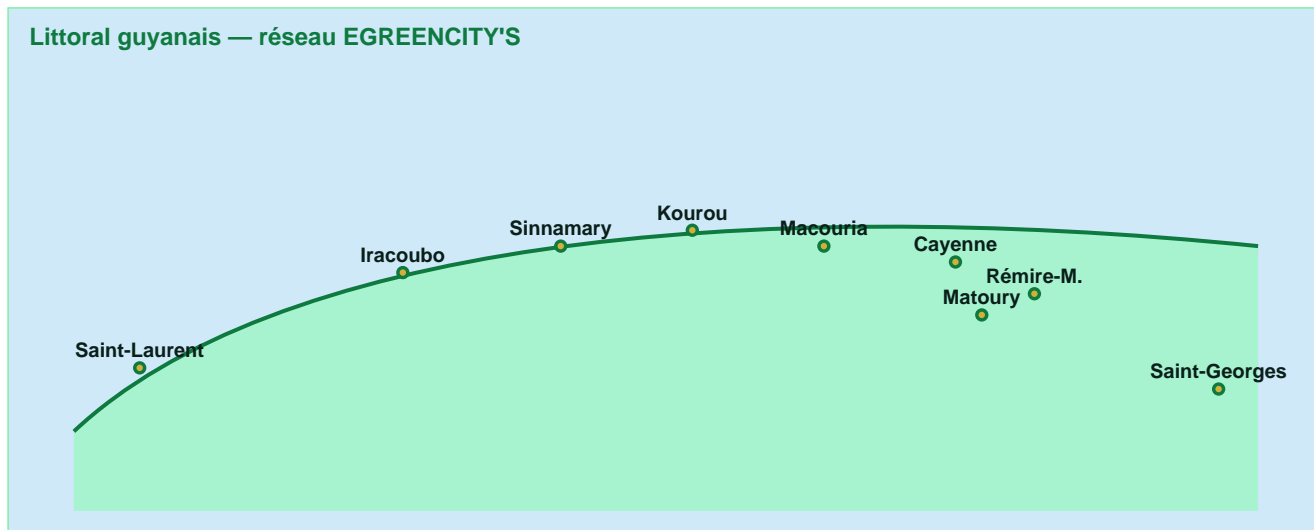 Littoral guyanais — réseau EGREENCITY'S
Kourou
Sinnamary
Macouria
Cayenne
Iracoubo
Rémire-M.
Matoury
Saint-Laurent
Saint-Georges